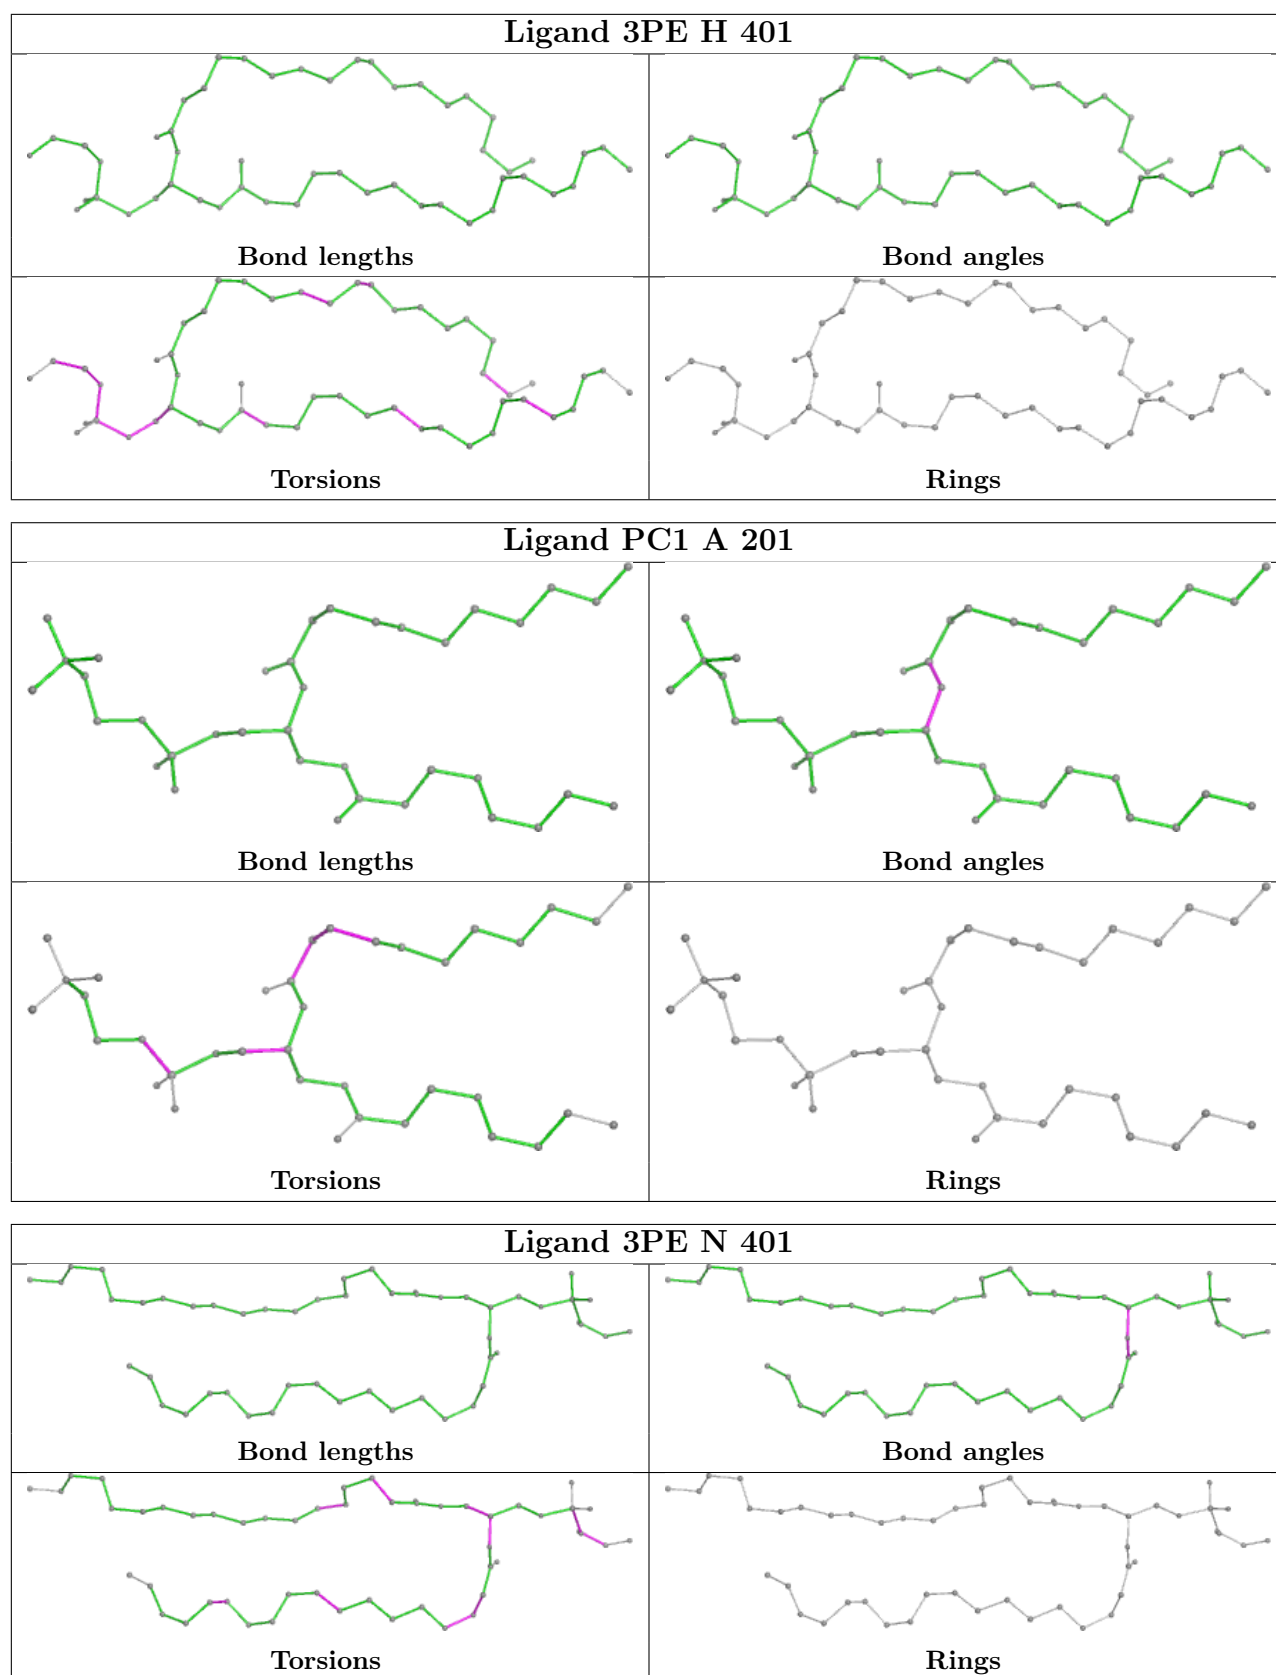 Ligand 3PE H 401
Bond lengths
Bond angles
Torsions
Rings
Ligand PC1 A 201
Bond lengths
Bond angles
Torsions
Rings
Ligand 3PE N 401
Bond lengths
Bond angles
Torsions
Rings